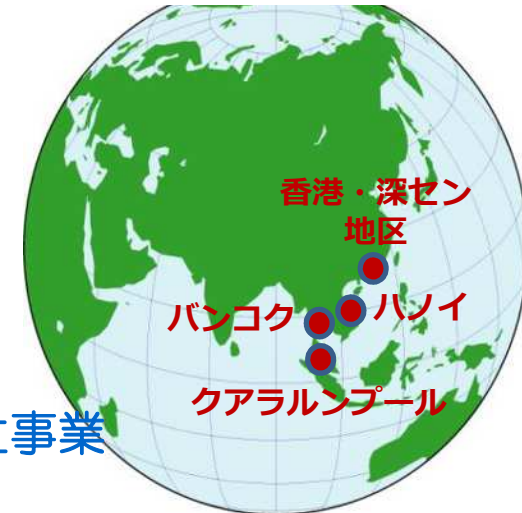 香港・深セン
地区
バンコク
ハノイ
クアラルンプール
事業